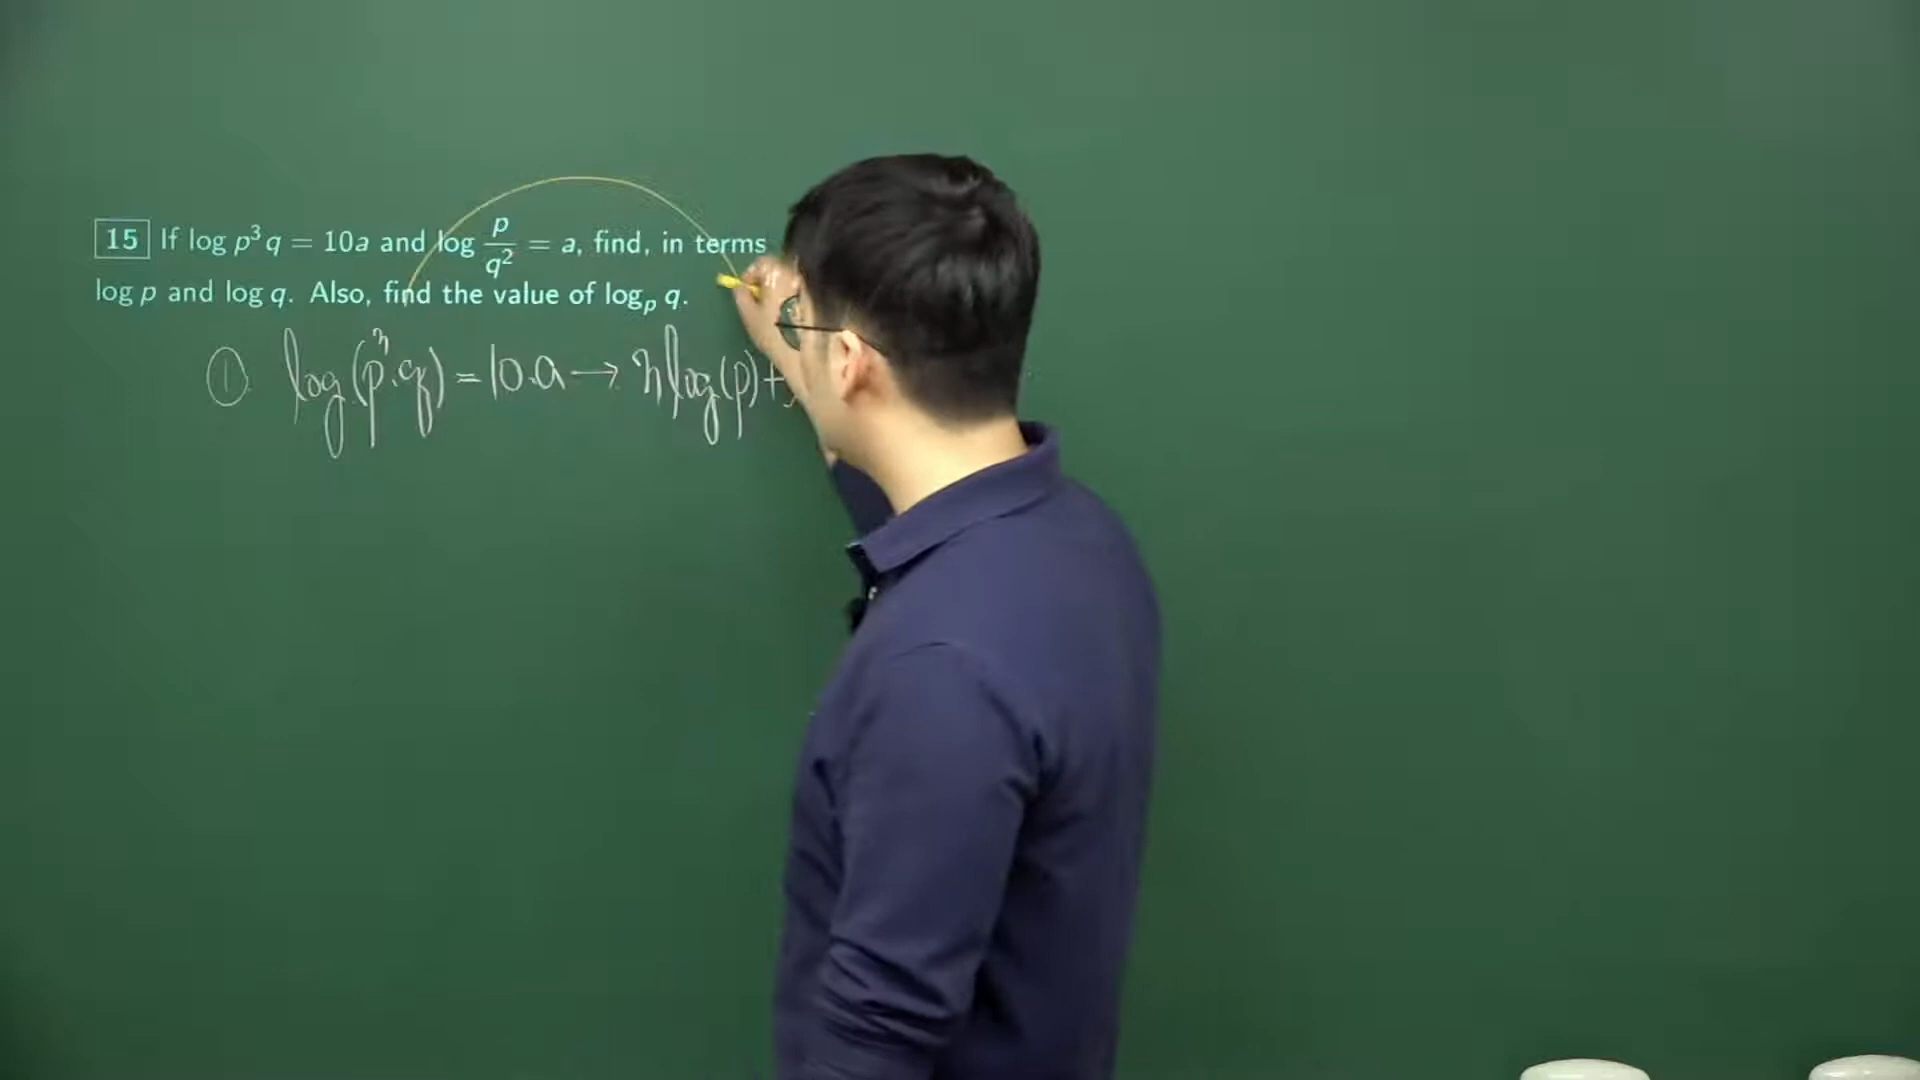 15 If log p³q = 10a and log p/q² = a, find, in terms
log p and log q. Also, find the value of logₚ q.
① log(p³·q) = 10·a → 3log(p)+